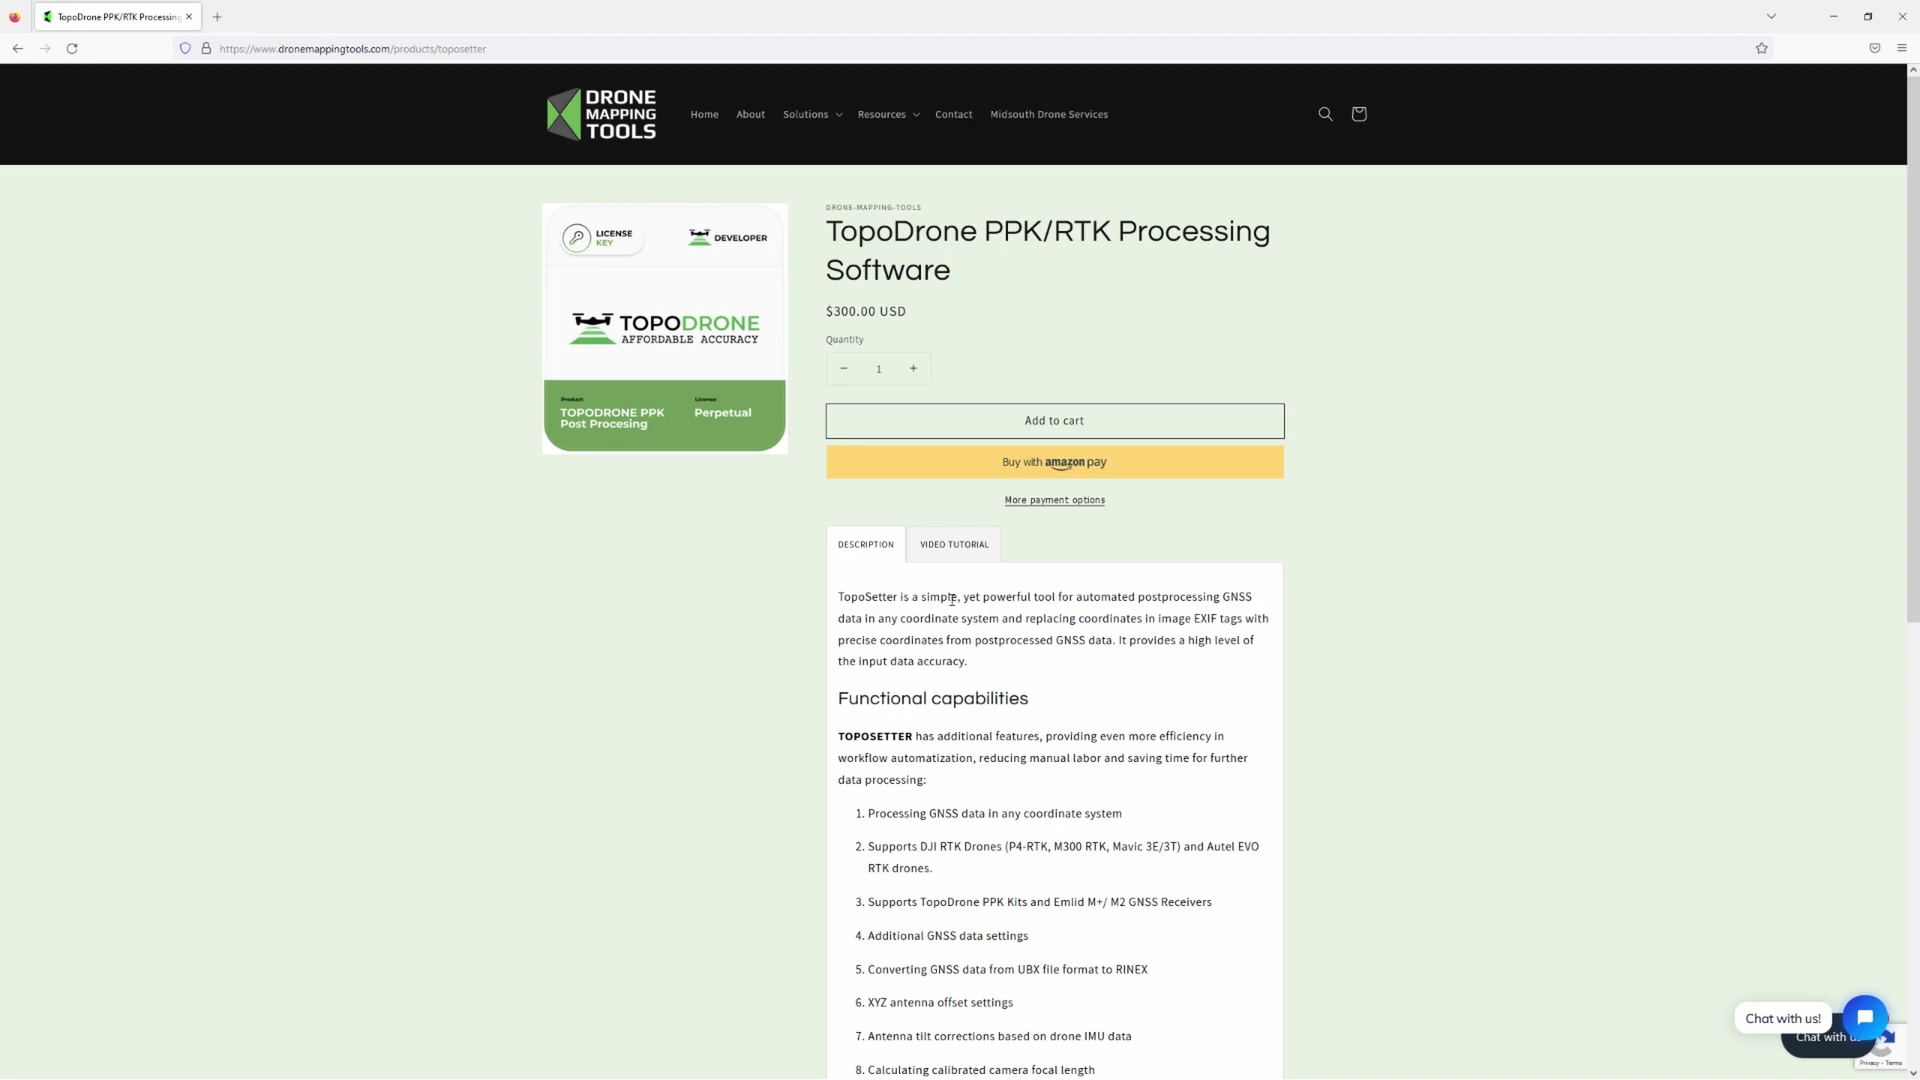 TopoDrone PPK/RTK Processing
https://www.dronemappingtools.com/products/toposetter
DRONE
MAPPING
TOOLS
Home
About
Solutions
Resources
Contact
Midsouth Drone Services
LICENSE
KEY
DEVELOPER
TOPODRONE
AFFORDABLE ACCURACY
Product:
TOPODRONE PPK
Post Procesing
License:
Perpetual
DRONE-MAPPING-TOOLS
TopoDrone PPK/RTK Processing
Software
$300.00 USD
Quantity
− 1 +
Add to cart
Buy with amazon pay
More payment options
DESCRIPTION
VIDEO TUTORIAL
TopoSetter is a simple, yet powerful tool for automated postprocessing GNSS
data in any coordinate system and replacing coordinates in image EXIF tags with
precise coordinates from postprocessed GNSS data. It provides a high level of
the input data accuracy.
Functional capabilities
TOPOSETTER has additional features, providing even more efficiency in
workflow automatization, reducing manual labor and saving time for further
data processing:
1. Processing GNSS data in any coordinate system
2. Supports DJI RTK Drones (P4-RTK, M300 RTK, Mavic 3E/3T) and Autel EVO
RTK drones.
3. Supports TopoDrone PPK Kits and Emlid M+/ M2 GNSS Receivers
4. Additional GNSS data settings
5. Converting GNSS data from UBX file format to RINEX
6. XYZ antenna offset settings
7. Antenna tilt corrections based on drone IMU data
8. Calculating calibrated camera focal length
Chat with us!
Chat with
Privacy - Terms